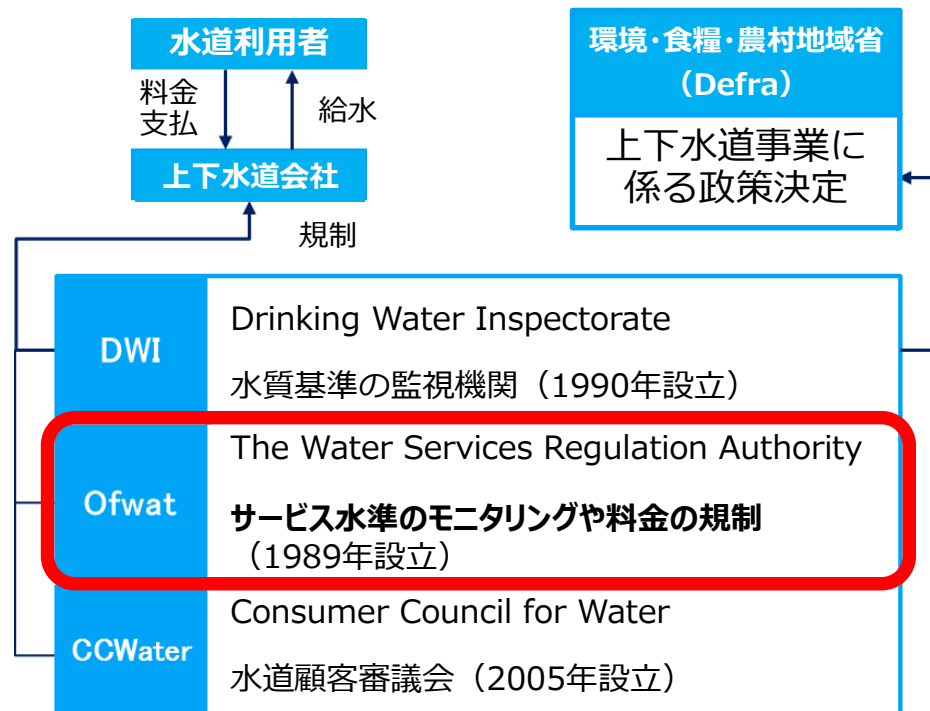 水道利用者
料金
支払
給水
上下水道会社
規制
環境・食糧・農村地域省
（Defra）
上下水道事業に
係る政策決定
DWI
Drinking Water Inspectorate
水質基準の監視機関（1990年設立）
Ofwat
The Water Services Regulation Authority
サービス水準のモニタリングや料金の規制
（1989年設立）
CCWater
Consumer Council for Water
水道顧客審議会（2005年設立）